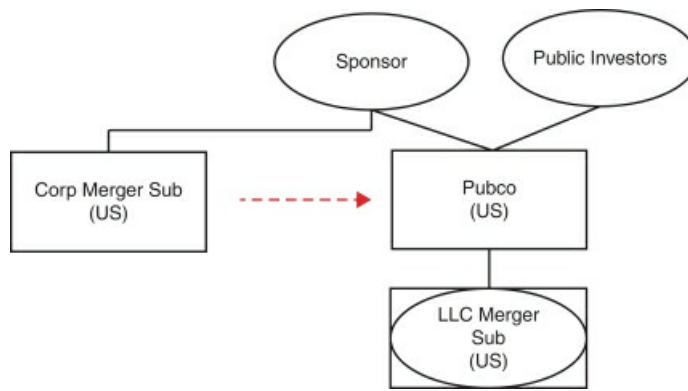 Sponsor
Public Investors
Corp Merger Sub
(US)
Pubco
(US)
LLC Merger
Sub
(US)